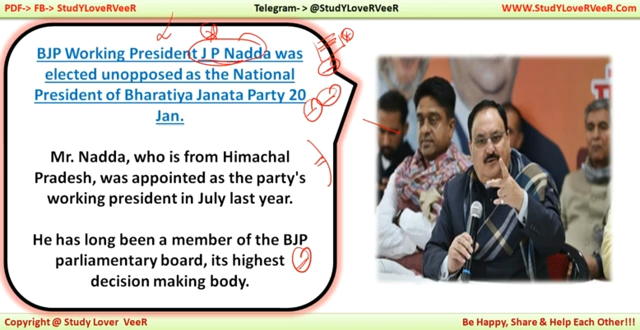 PDF-> FB-> StudYLoverVeeR
Telegram-> /@StudyLoveRVeeR
WWW.StudyLoverVeeR.Com
BJP Working President J P Nadda was
elected unopposed as the National
President of Bharatiya Janata Party 20
Jan.
Mr. Nadda, who is from Himachal
Pradesh, was appointed as the party's
working president in July last year.
He has long been a member of the BJP
parliamentary board, its highest
decision making body.
Copyright @ Study Lover VeeR
Be Happy, Share & Help Each Other!!!